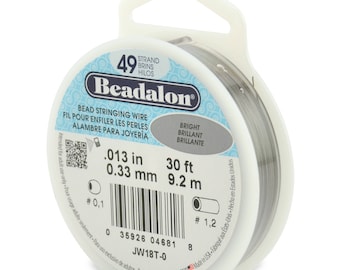 49 STRAND
BRINS
HILOS
Beadalon
BEAD STRINGING WIRE
FIL POUR ENFILER LES PERLES
ALAMBRE PARA JOYERÍA
BRIGHT
BRILLANT
BRILLANTE
.013 in 30 ft
0.33 mm 9.2 m
# 0,1 # 1,2
0 35926 04681 8
JW18T-0